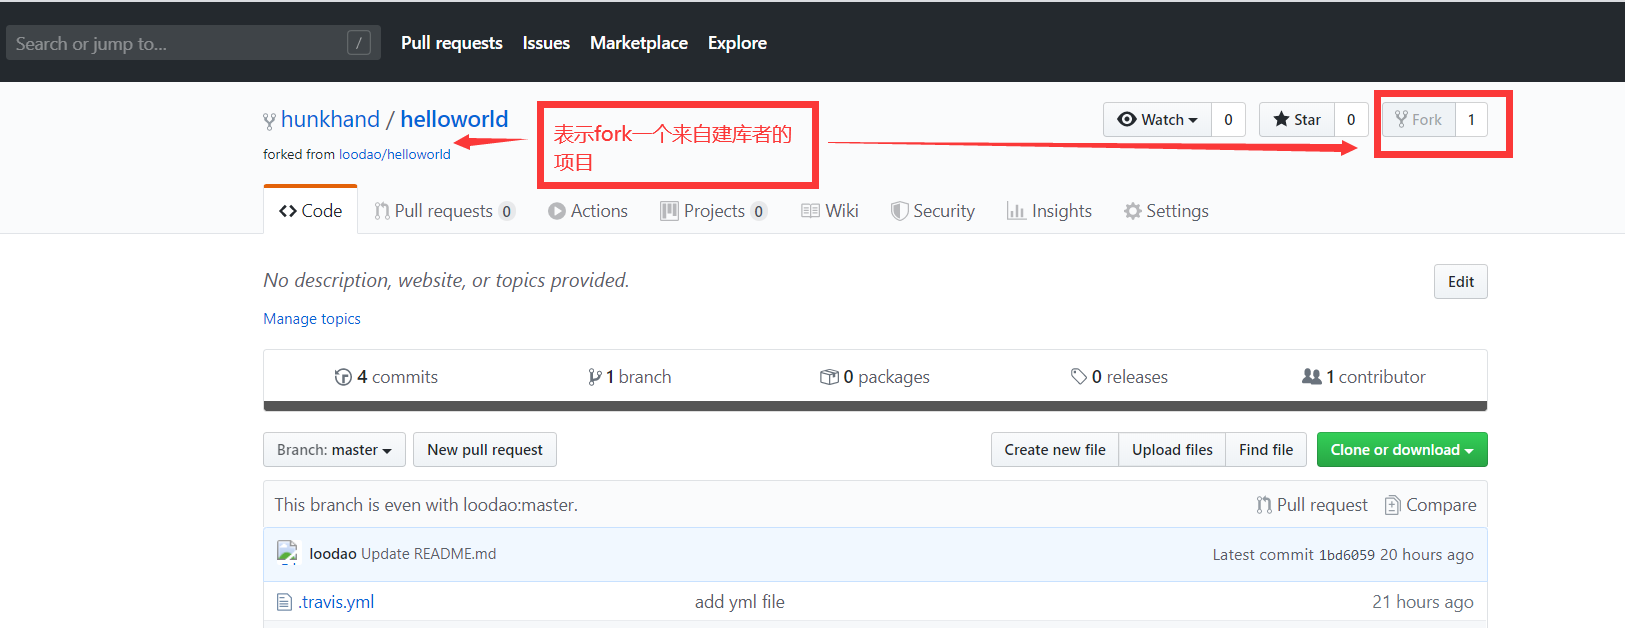 Search or jump to... /
Pull requests Issues Marketplace Explore
hunkhand / helloworld
forked from loodao/helloworld
表示fork一个来自建库者的
项目
Watch 0 Star 0 Fork 1
Code Pull requests 0 Actions Projects 0 Wiki Security Insights Settings
No description, website, or topics provided.
Edit
Manage topics
4 commits 1 branch 0 packages 0 releases 1 contributor
Branch: master New pull request Create new file Upload files Find file Clone or download
This branch is even with loodao:master. Pull request Compare
loodao Update README.md Latest commit 1bd6059 20 hours ago
.travis.yml add yml file 21 hours ago